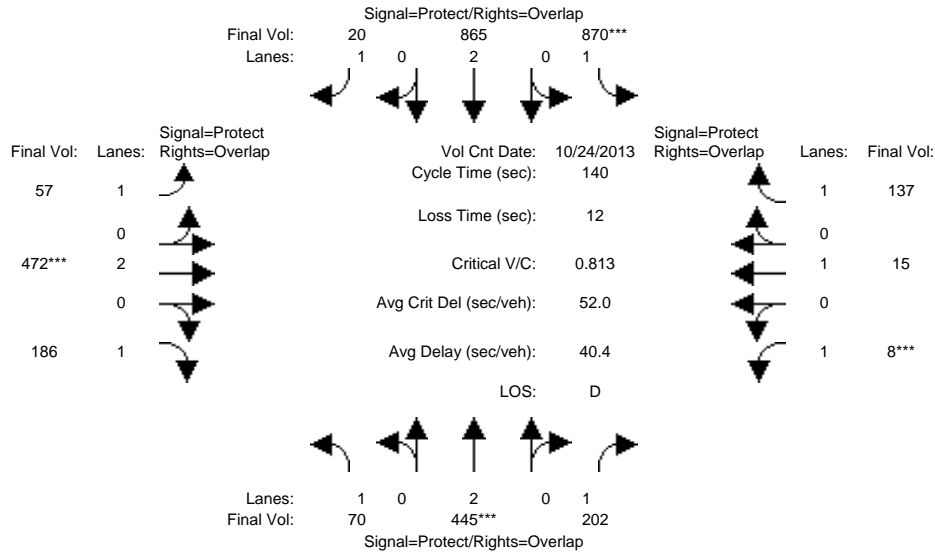 Signal=Protect/Rights=Overlap
Final Vol: 20 865 870***
Lanes: 1 0 2 0 1
Signal=Protect
Final Vol: Lanes: Rights=Overlap
Vol Cnt Date: 10/24/2013
Signal=Protect
Rights=Overlap Lanes: Final Vol:
Cycle Time (sec): 140
57 1
1 137
Loss Time (sec): 12
0
0
472*** 2
Critical V/C: 0.813
1 15
0
Avg Crit Del (sec/veh): 52.0
0
186 1
Avg Delay (sec/veh): 40.4
1 8***
LOS: D
Lanes: 1 0 2 0 1
Final Vol: 70 445*** 202
Signal=Protect/Rights=Overlap